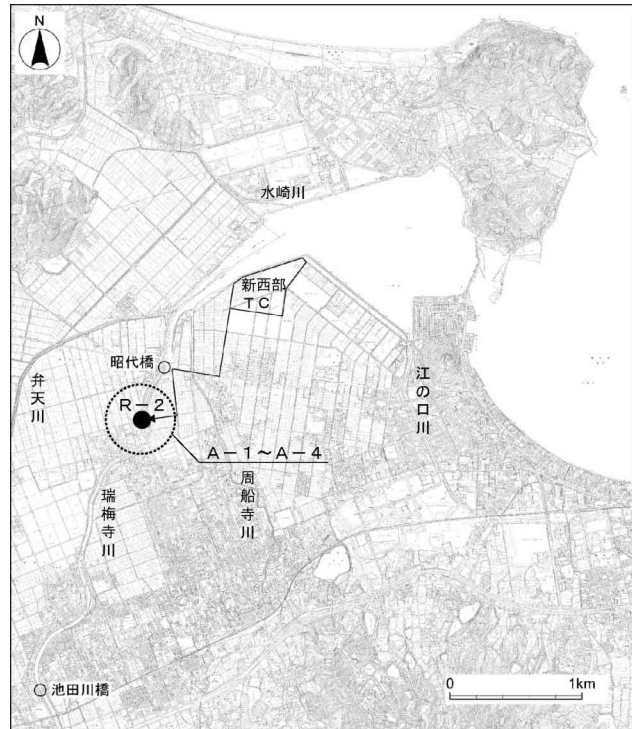 N
水崎川
新西部
TC
昭代橋
弁天川
R-2
江の口川
A-1～A-4
周船寺川
瑞梅寺川
池田川橋
0 1km